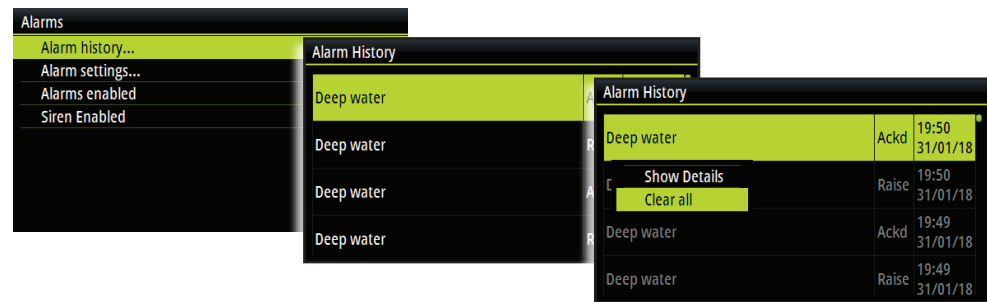 Alarms
Alarm history...
Alarm settings...
Alarms enabled
Siren Enabled
Alarm History
Deep water
Deep water
Deep water
Deep water
Alarm History
Deep water Ackd 19:50
31/01/18
Show Details
Clear all
Raise 19:50
31/01/18
Deep water Ackd 19:49
31/01/18
Deep water Raise 19:49
31/01/18